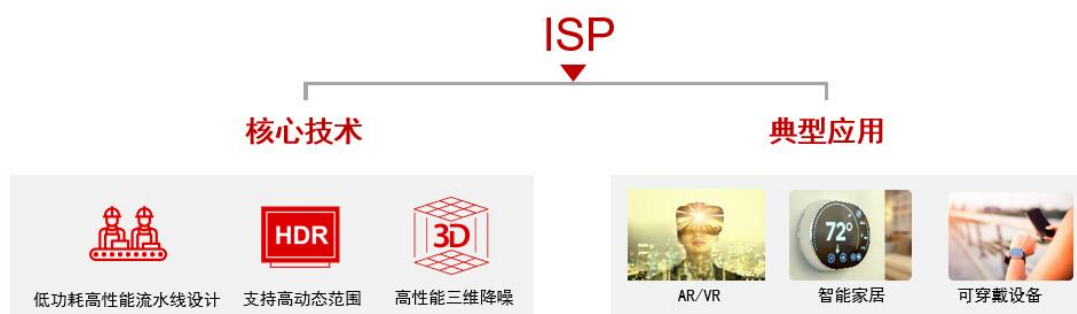 ISP
核心技术
典型应用
HDR
3D
低功耗高性能流水线设计
支持高动态范围
高性能三维降噪
72°
AR/VR
智能家居
可穿戴设备